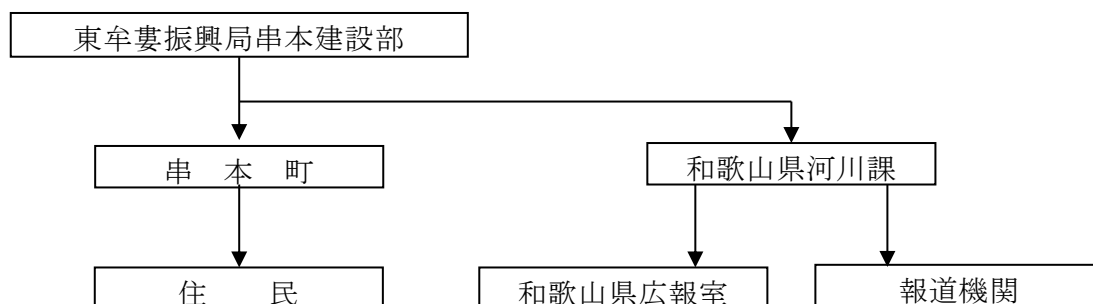 東牟婁振興局串本建設部
串　本　町
和歌山県河川課
住　　民
和歌山県広報室
報道機関